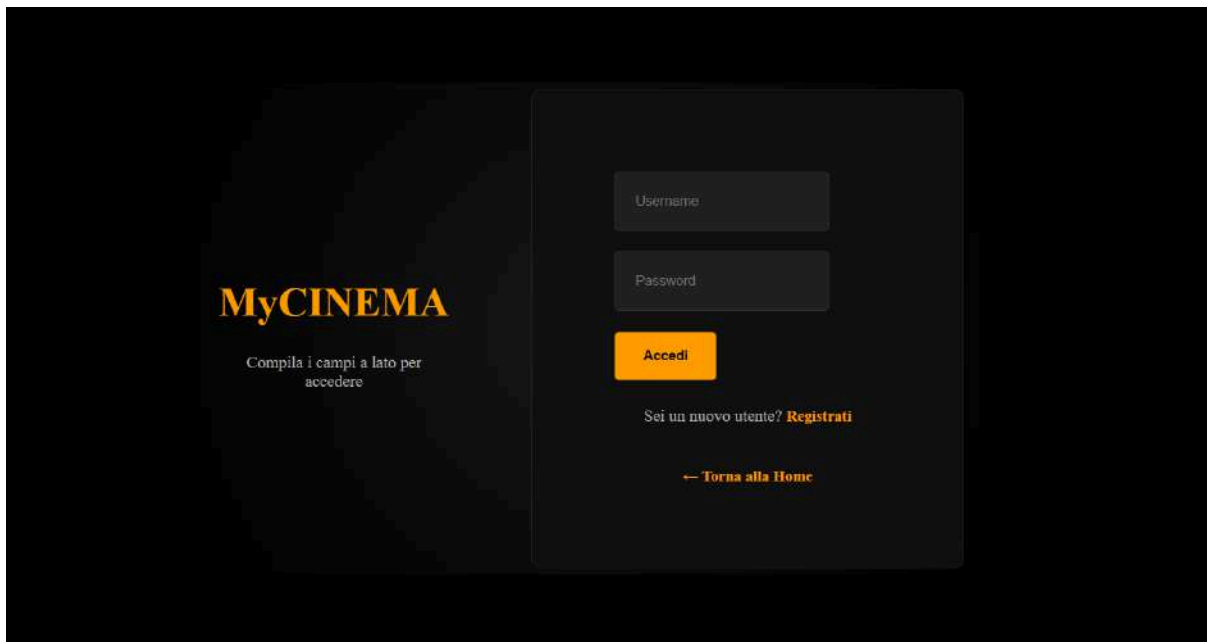 MyCINEMA
Compila i campi a lato per
accedere
Username
Password
Accedi
Sei un nuovo utente? Registrati
← Torna alla Home